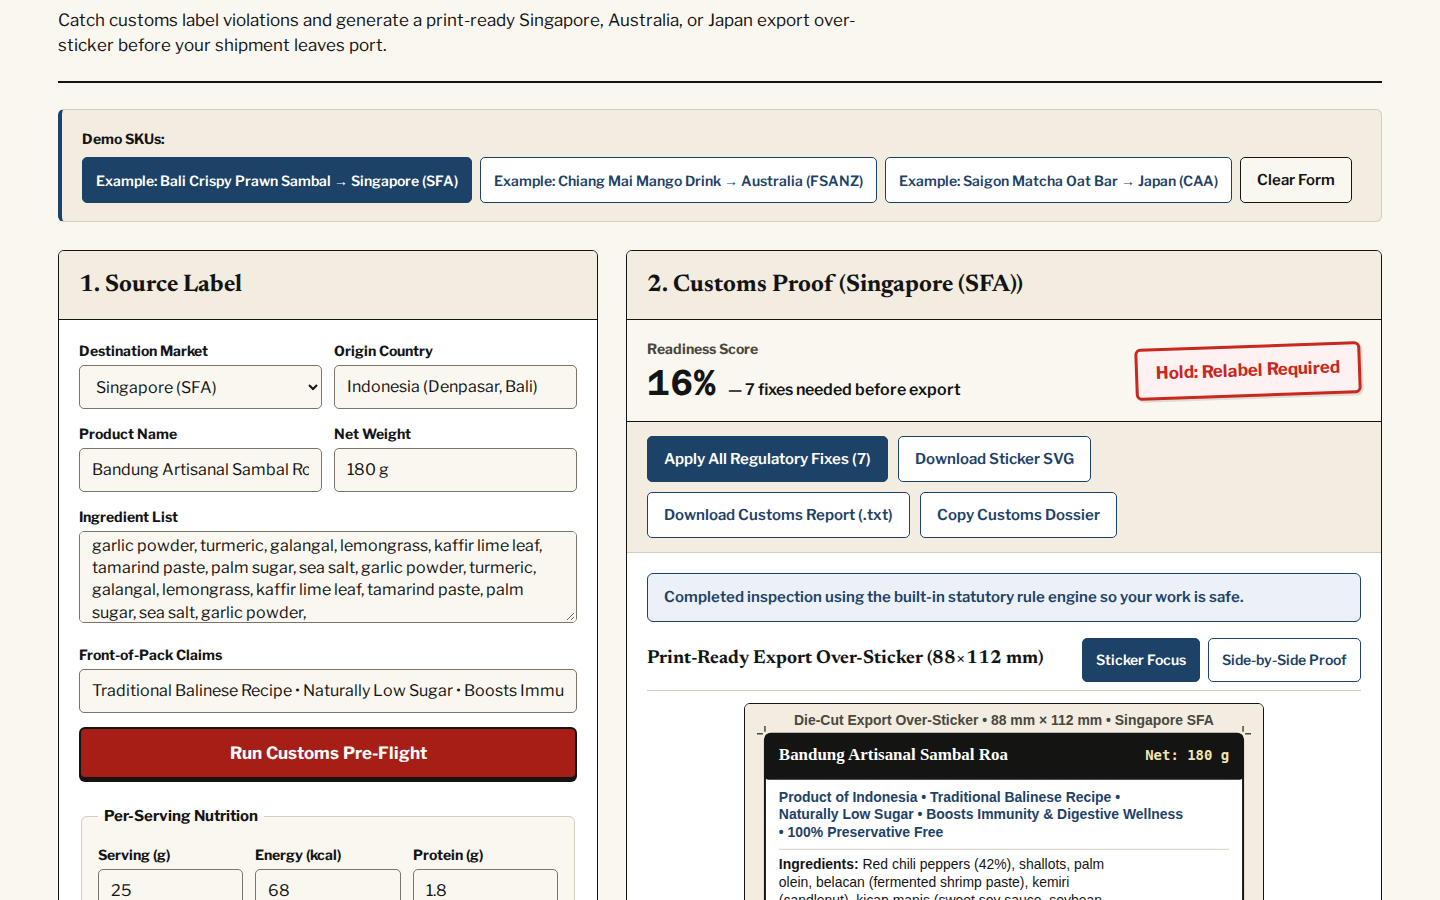 Catch customs label violations and generate a print-ready Singapore, Australia, or Japan export over-
sticker before your shipment leaves port.
Demo SKUs:
Example: Bali Crispy Prawn Sambal → Singapore (SFA)
Example: Chiang Mai Mango Drink → Australia (FSANZ)
Example: Saigon Matcha Oat Bar → Japan (CAA)
Clear Form
1. Source Label
Destination Market
Origin Country
Singapore (SFA)
Indonesia (Denpasar, Bali)
Product Name
Net Weight
Bandung Artisanal Sambal Ro
180 g
Ingredient List
garlic powder, turmeric, galangal, lemongrass, kaffir lime leaf,
tamarind paste, palm sugar, sea salt, garlic powder, turmeric,
galangal, lemongrass, kaffir lime leaf, tamarind paste, palm
sugar, sea salt, garlic powder,
Front-of-Pack Claims
Traditional Balinese Recipe • Naturally Low Sugar • Boosts Immu
Run Customs Pre-Flight
Per-Serving Nutrition
Serving (g)
Energy (kcal)
Protein (g)
25
68
1.8
2. Customs Proof (Singapore (SFA))
Readiness Score
16% — 7 fixes needed before export
Hold: Relabel Required
Apply All Regulatory Fixes (7)
Download Sticker SVG
Download Customs Report (.txt)
Copy Customs Dossier
Completed inspection using the built-in statutory rule engine so your work is safe.
Print-Ready Export Over-Sticker (88×112 mm)
Sticker Focus
Side-by-Side Proof
Die-Cut Export Over-Sticker • 88 mm × 112 mm • Singapore SFA
Bandung Artisanal Sambal Roa
Net: 180 g
Product of Indonesia • Traditional Balinese Recipe •
Naturally Low Sugar • Boosts Immunity & Digestive Wellness
• 100% Preservative Free
Ingredients: Red chili peppers (42%), shallots, palm
olein, belacan (fermented shrimp paste), kemiri
(candlenut), kicap manis (sweet soy sauce, soybean